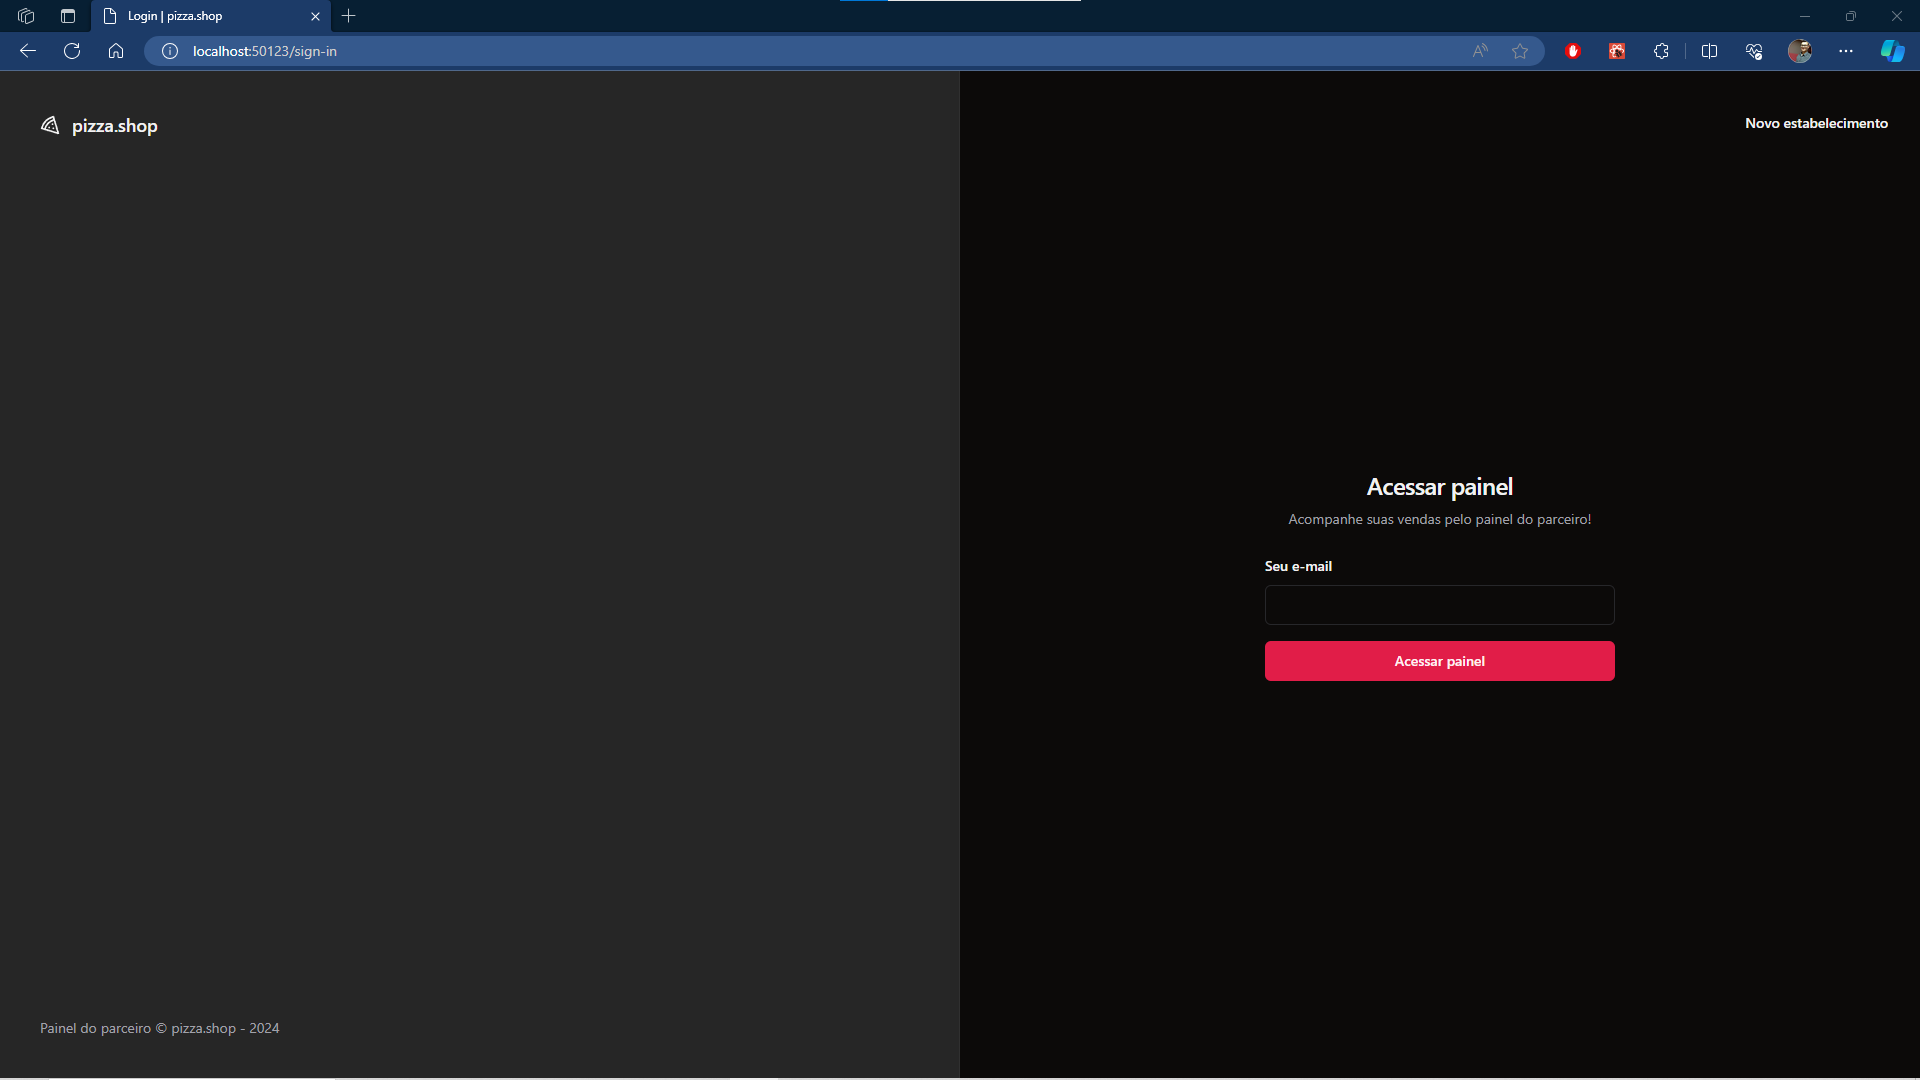 Login | pizza.shop
localhost:50123/sign-in
pizza.shop
Novo estabelecimento
Acessar painel
Acompanhe suas vendas pelo painel do parceiro!
Seu e-mail
Acessar painel
Painel do parceiro © pizza.shop - 2024